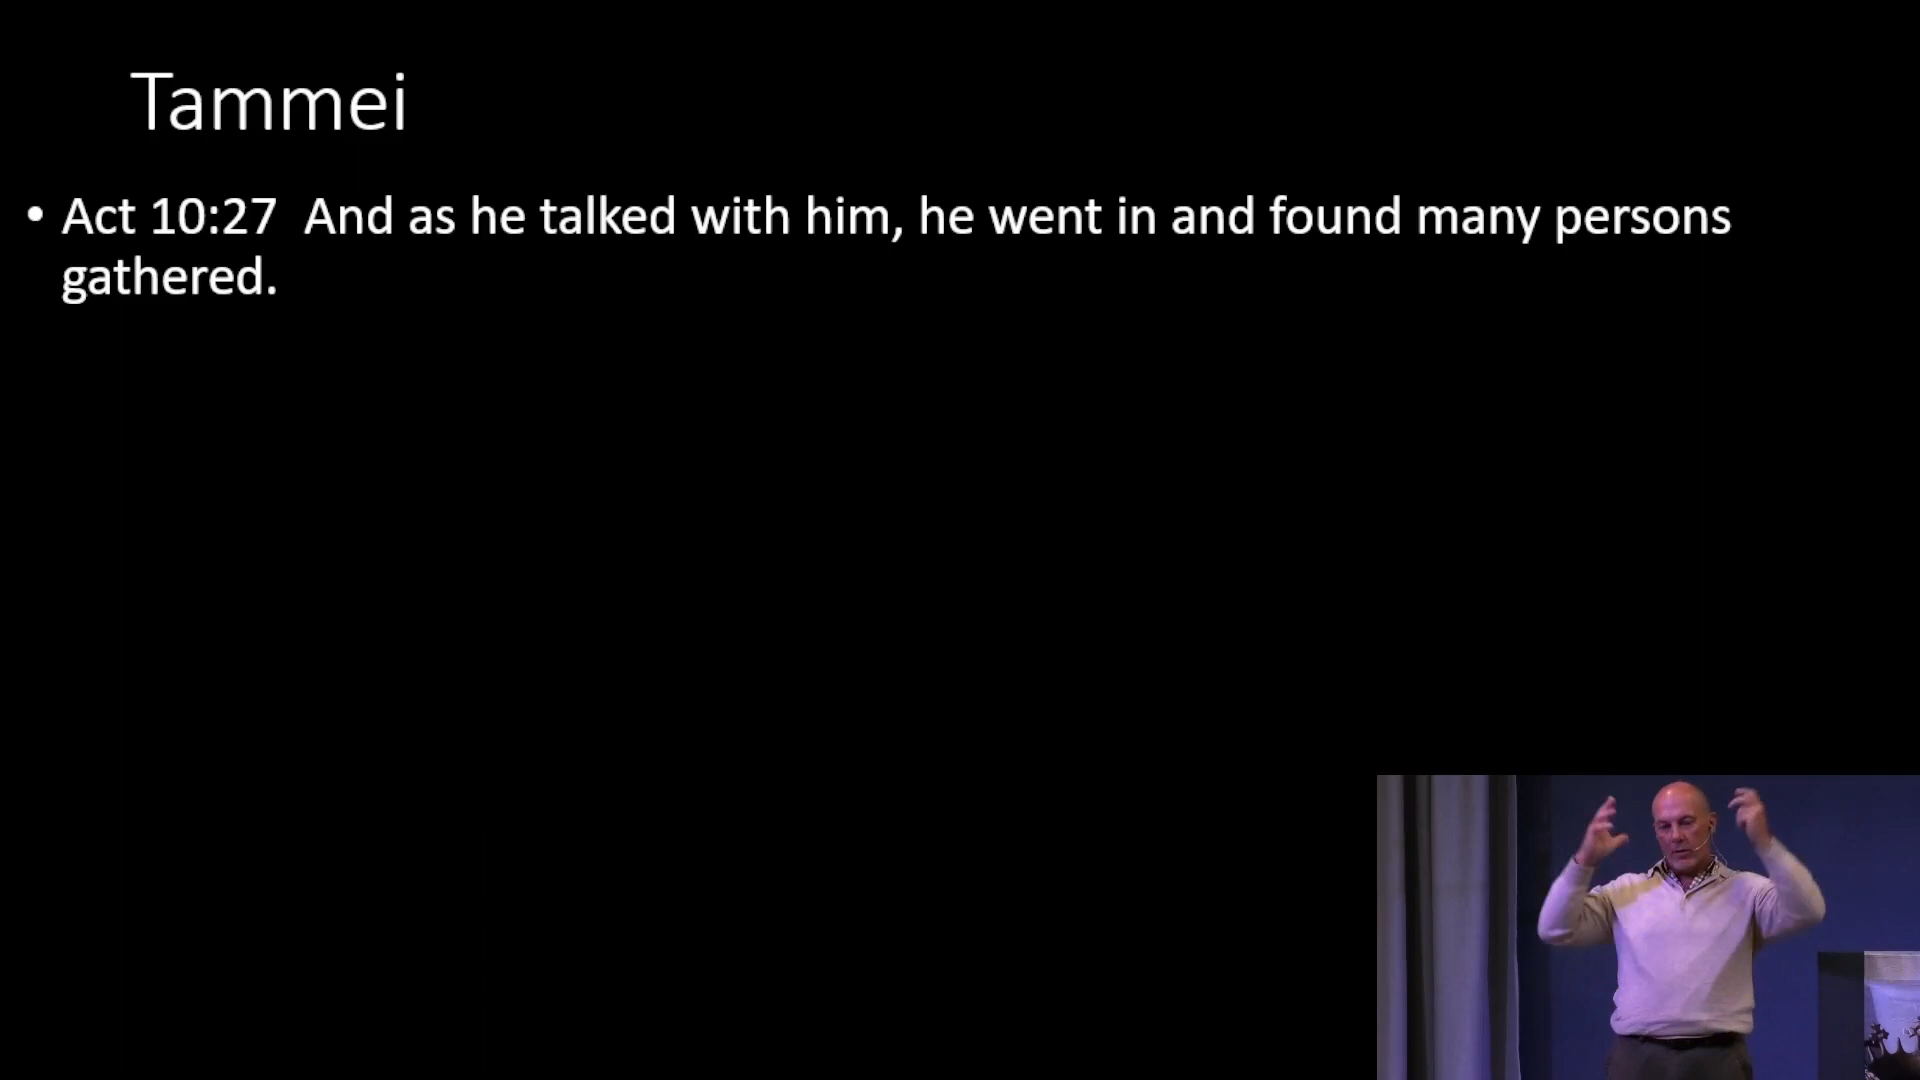 Tammei
• Act 10:27  And as he talked with him, he went in and found many persons
gathered.